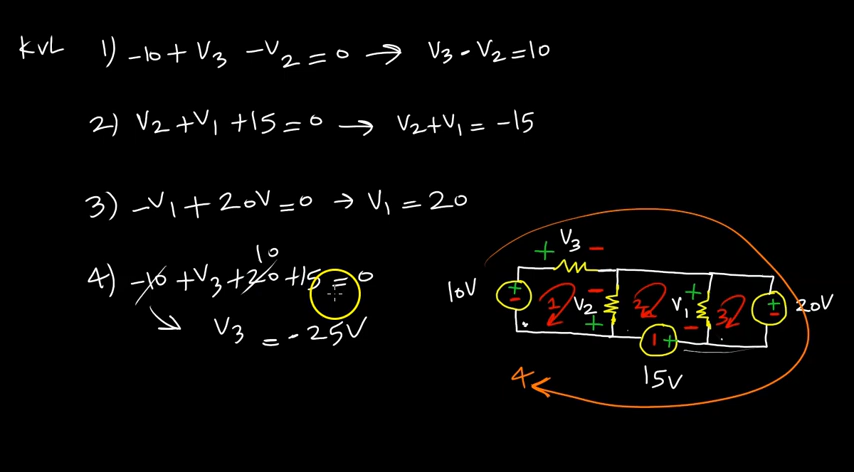 KVL 1) -10 + V3 - V2 = 0 → V3 - V2 = 10
2) V2 + V1 + 15 = 0 → V2 + V1 = -15
3) -V1 + 20V = 0 → V1 = 20
10
4) -10 + V3 + 20 + 15 = 0
V3 = -25V
+ V3 -
10V + - 1 V2 - + 2 V1 + - 3 + - 20V
- +
15V
4